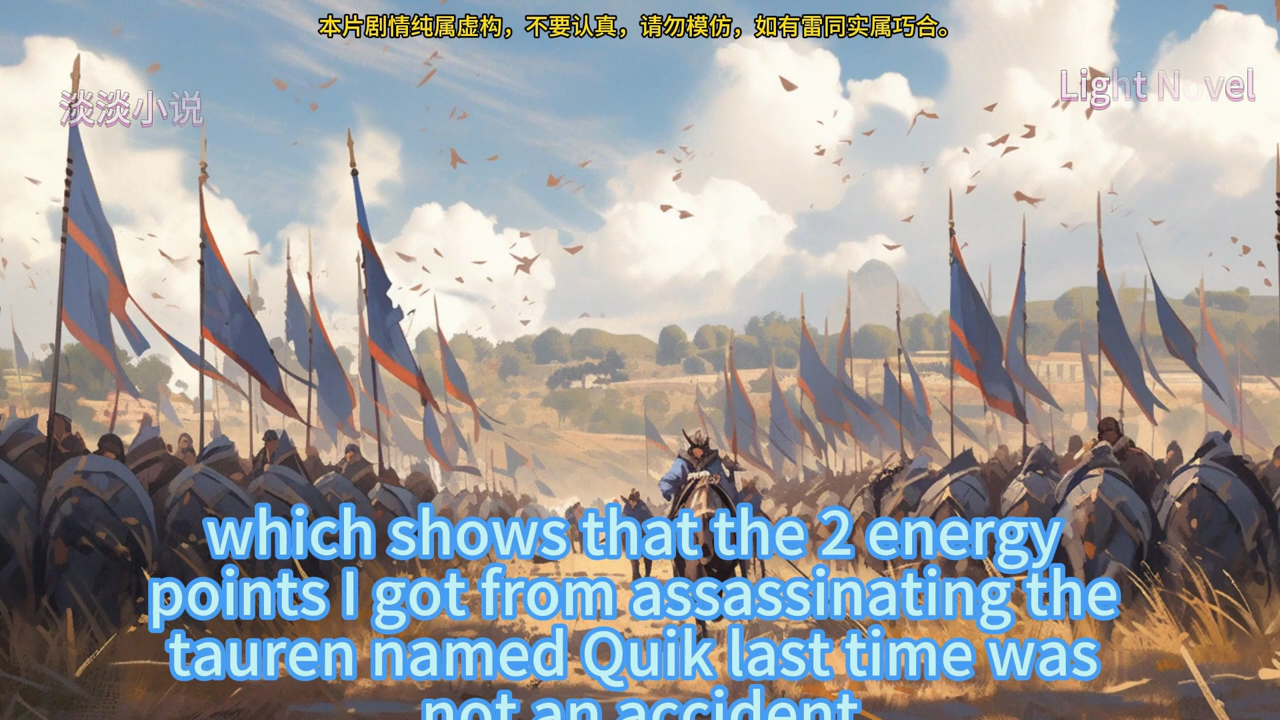 本片剧情纯属虚构，不要认真，请勿模仿，如有雷同实属巧合。
淡淡小说
Light Novel
which shows that the 2 energy
points I got from assassinating the
tauren named Quik last time was
not an accident